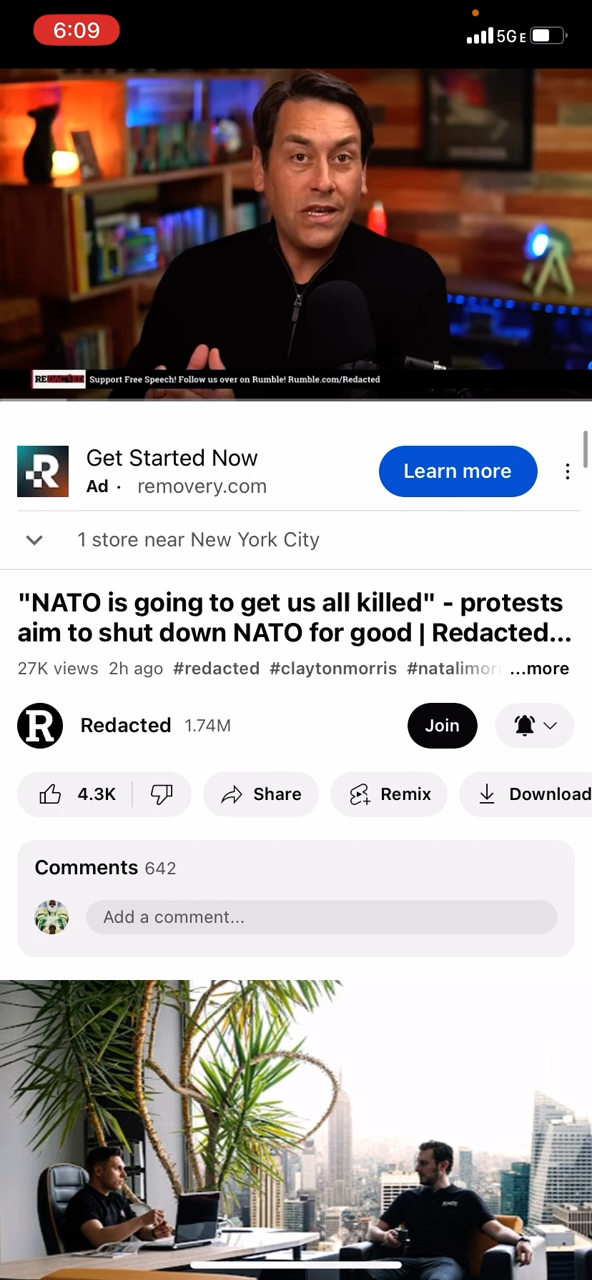 6:09
5G E
REDACTED Support Free Speech! Follow us over on Rumble! Rumble.com/Redacted
R
Get Started Now
Ad · removery.com
Learn more
1 store near New York City
"NATO is going to get us all killed" - protests
aim to shut down NATO for good | Redacted...
27K views 2h ago #redacted #claytonmorris #natalimor ...more
R
Redacted 1.74M
Join
4.3K
Share
Remix
Download
Comments 642
Add a comment...